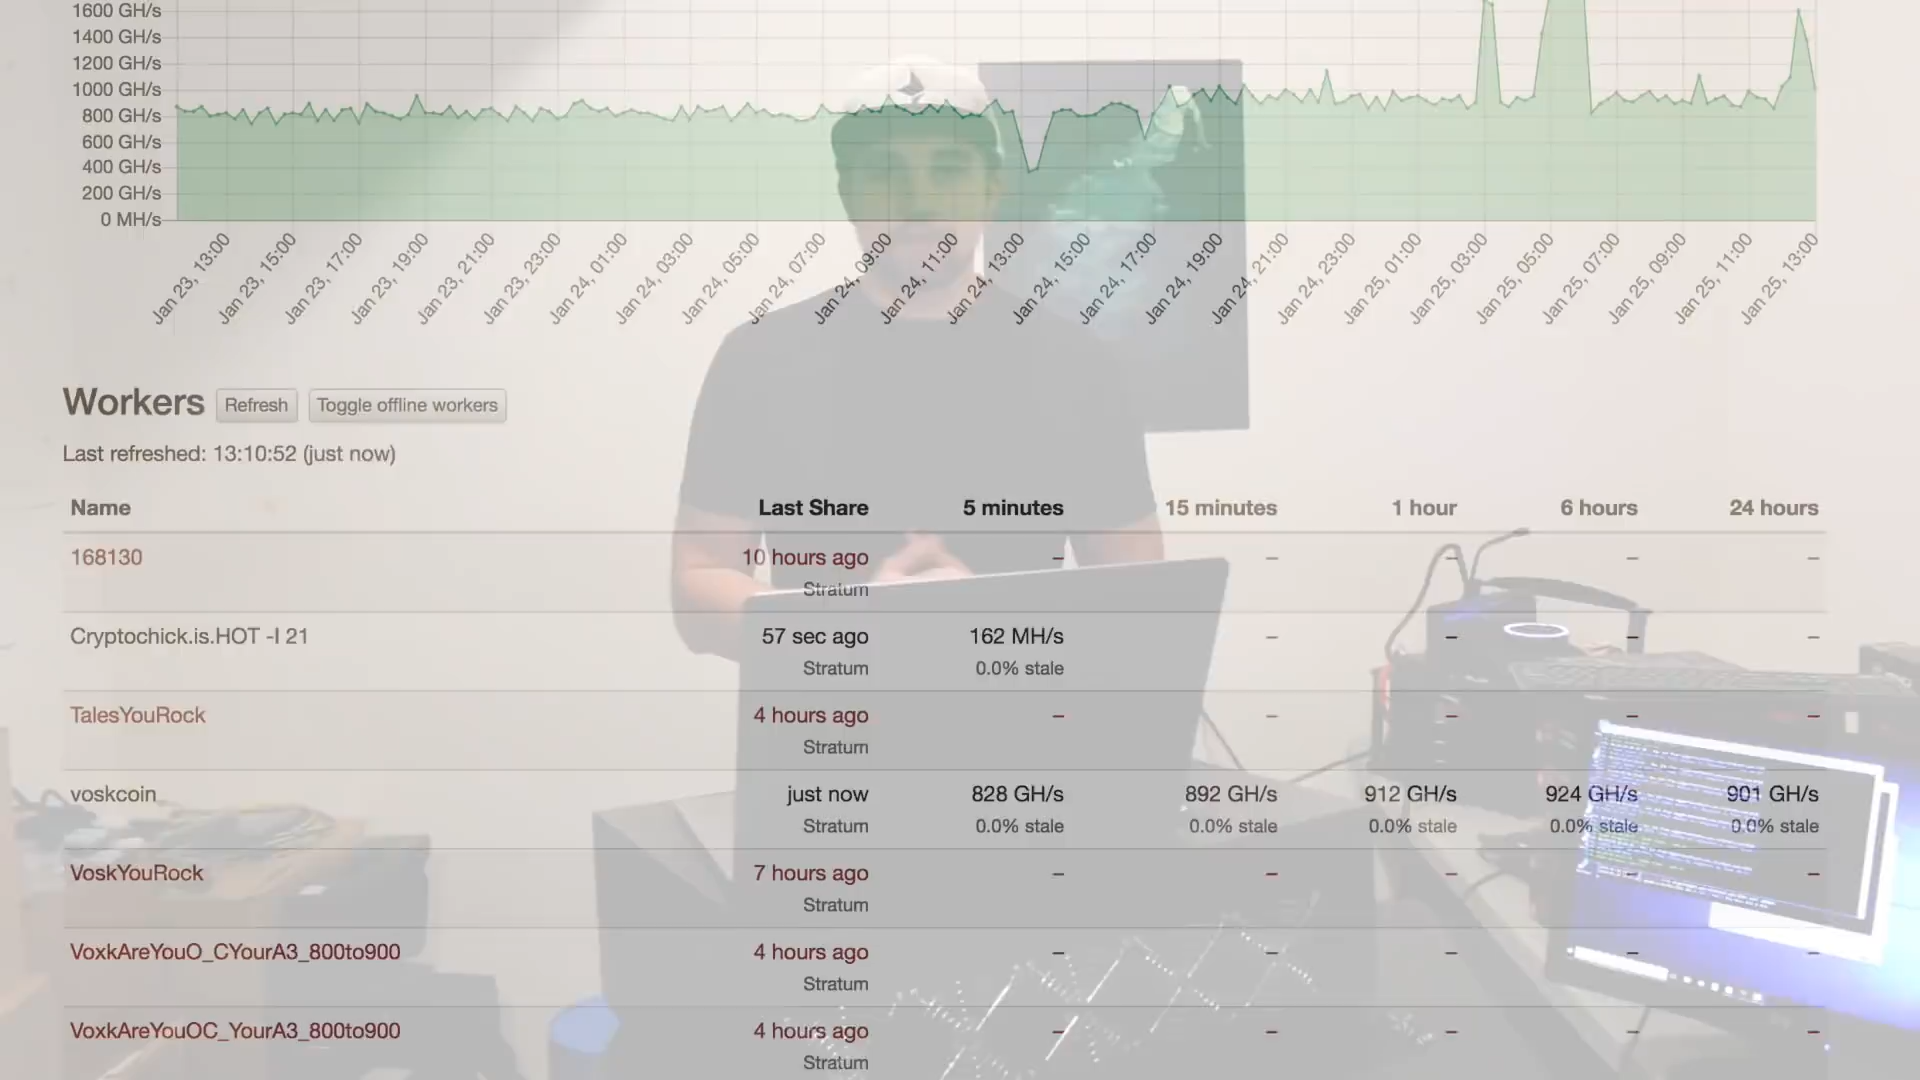 1600 GH/s
1400 GH/s
1200 GH/s
1000 GH/s
800 GH/s
600 GH/s
400 GH/s
200 GH/s
0 MH/s
Jan 23, 13:00 Jan 23, 15:00 Jan 23, 17:00 Jan 23, 19:00 Jan 23, 21:00 Jan 23, 23:00 Jan 24, 01:00 Jan 24, 03:00 Jan 24, 05:00 Jan 24, 07:00 Jan 24, 09:00 Jan 24, 11:00 Jan 24, 13:00 Jan 24, 15:00 Jan 24, 17:00 Jan 24, 19:00 Jan 24, 21:00 Jan 24, 23:00 Jan 25, 01:00 Jan 25, 03:00 Jan 25, 05:00 Jan 25, 07:00 Jan 25, 09:00 Jan 25, 11:00 Jan 25, 13:00
Workers Refresh Toggle offline workers
Last refreshed: 13:10:52 (just now)
Name Last Share 5 minutes 15 minutes 1 hour 6 hours 24 hours
168130 10 hours ago – – – – –
Stratum
Cryptochick.is.HOT -I 21 57 sec ago 162 MH/s – – – –
Stratum 0.0% stale
TalesYouRock 4 hours ago – – – – –
Stratum
voskcoin just now 828 GH/s 892 GH/s 912 GH/s 924 GH/s 901 GH/s
Stratum 0.0% stale 0.0% stale 0.0% stale 0.0% stale 0.0% stale
VoskYouRock 7 hours ago – – – – –
Stratum
VoxkAreYouO_CYourA3_800to900 4 hours ago – – – – –
Stratum
VoxkAreYouOC_YourA3_800to900 4 hours ago – – – – –
Stratum